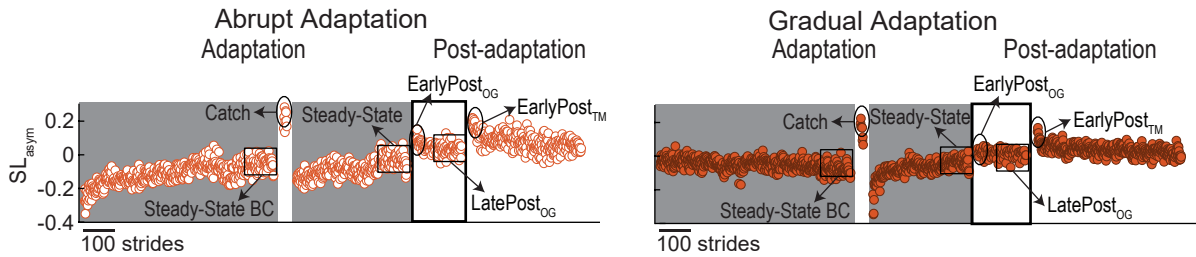 Abrupt Adaptation
Adaptation
Post-adaptation
EarlyPostOG
Catch
Steady-State
EarlyPostTM
SLasym
0.2
0
-0.2
-0.4
Steady-State BC
LatePostOG
100 strides
Gradual Adaptation
Adaptation
Post-adaptation
EarlyPostOG
Catch
Steady-State
EarlyPostTM
Steady-State BC
LatePostOG
100 strides